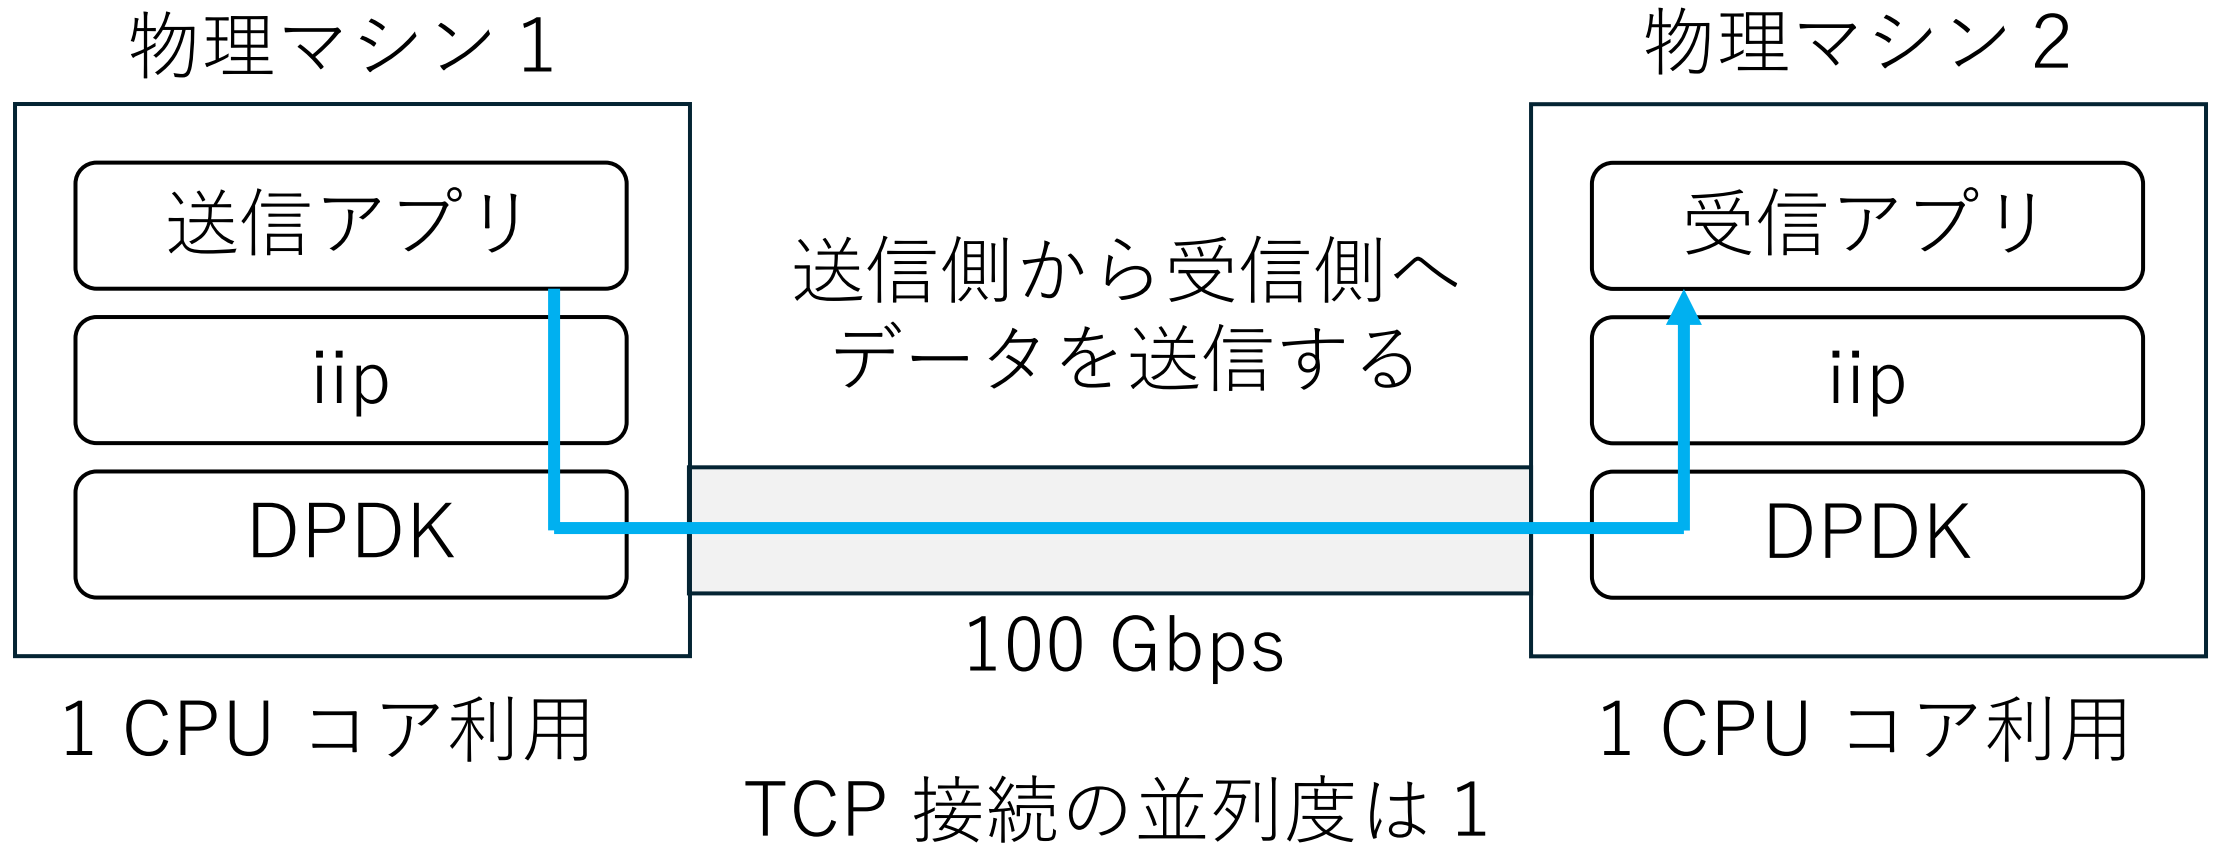 物理マシン 1
送信アプリ
iip
DPDK
1 CPU コア利用
送信側から受信側へ
データを送信する
100 Gbps
TCP 接続の並列度は 1
物理マシン 2
受信アプリ
iip
DPDK
1 CPU コア利用